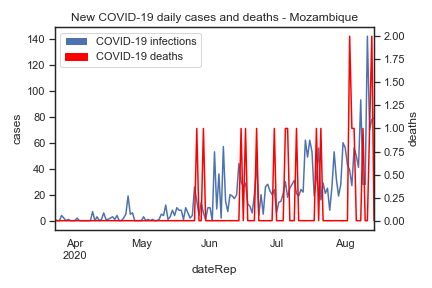 New COVID-19 daily cases and deaths - Mozambique
COVID-19 infections
COVID-19 deaths
cases
140
120
100
80
60
40
20
0
deaths
2.00
1.75
1.50
1.25
1.00
0.75
0.50
0.25
0.00
Apr May Jun Jul Aug
2020
dateRep